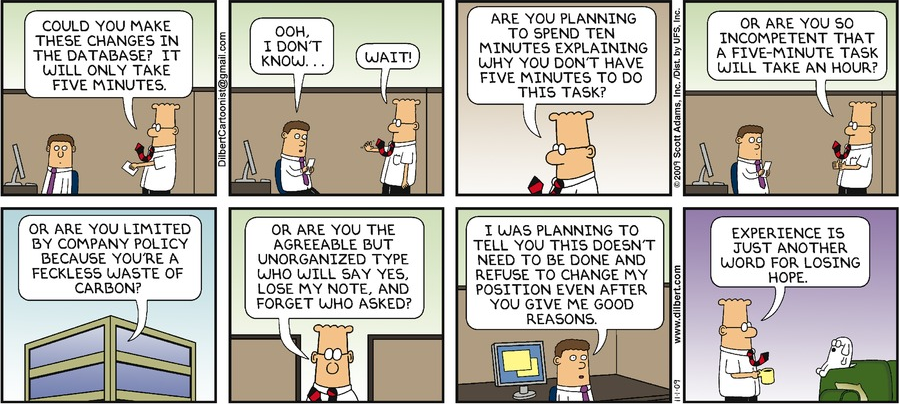 COULD YOU MAKE
THESE CHANGES IN
THE DATABASE? IT
WILL ONLY TAKE
FIVE MINUTES.
DilbertCartoonist@gmail.com
OOH,
I DON'T
KNOW...
WAIT!
ARE YOU PLANNING
TO SPEND TEN
MINUTES EXPLAINING
WHY YOU DON'T HAVE
FIVE MINUTES TO DO
THIS TASK?
©2009 Scott Adams, Inc./Dist. by UFS, Inc.
OR ARE YOU SO
INCOMPETENT THAT
A FIVE-MINUTE TASK
WILL TAKE AN HOUR?
OR ARE YOU LIMITED
BY COMPANY POLICY
BECAUSE YOU'RE A
FECKLESS WASTE OF
CARBON?
OR ARE YOU THE
AGREEABLE BUT
UNORGANIZED TYPE
WHO WILL SAY YES,
LOSE MY NOTE, AND
FORGET WHO ASKED?
I WAS PLANNING TO
TELL YOU THIS DOESN'T
NEED TO BE DONE AND
REFUSE TO CHANGE MY
POSITION EVEN AFTER
YOU GIVE ME GOOD
REASONS.
www.dilbert.com
11-1-09
EXPERIENCE IS
JUST ANOTHER
WORD FOR LOSING
HOPE.